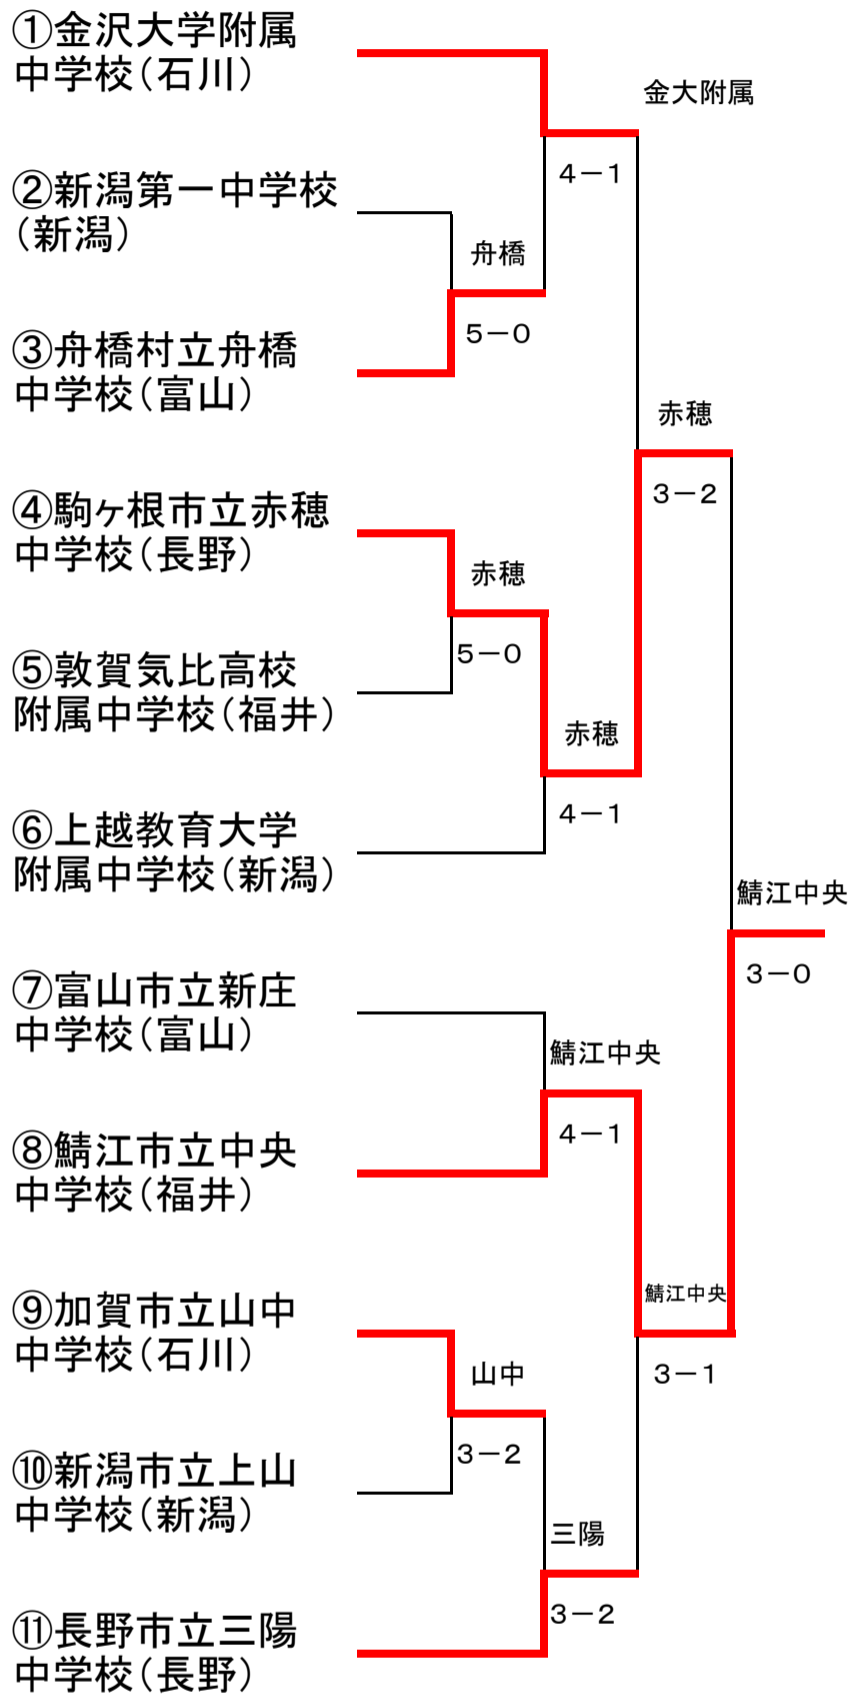 ①金沢大学附属
中学校（石川）
金大附属
4－1
②新潟第一中学校
（新潟）
舟橋
5－0
③舟橋村立舟橋
中学校（富山）
赤穂
3－2
④駒ヶ根市立赤穂
中学校（長野）
赤穂
5－0
⑤敦賀気比高校
附属中学校（福井）
赤穂
4－1
⑥上越教育大学
附属中学校（新潟）
鯖江中央
3－0
⑦富山市立新庄
中学校（富山）
鯖江中央
4－1
⑧鯖江市立中央
中学校（福井）
鯖江中央
3－1
⑨加賀市立山中
中学校（石川）
山中
3－2
⑩新潟市立上山
中学校（新潟）
三陽
3－2
⑪長野市立三陽
中学校（長野）